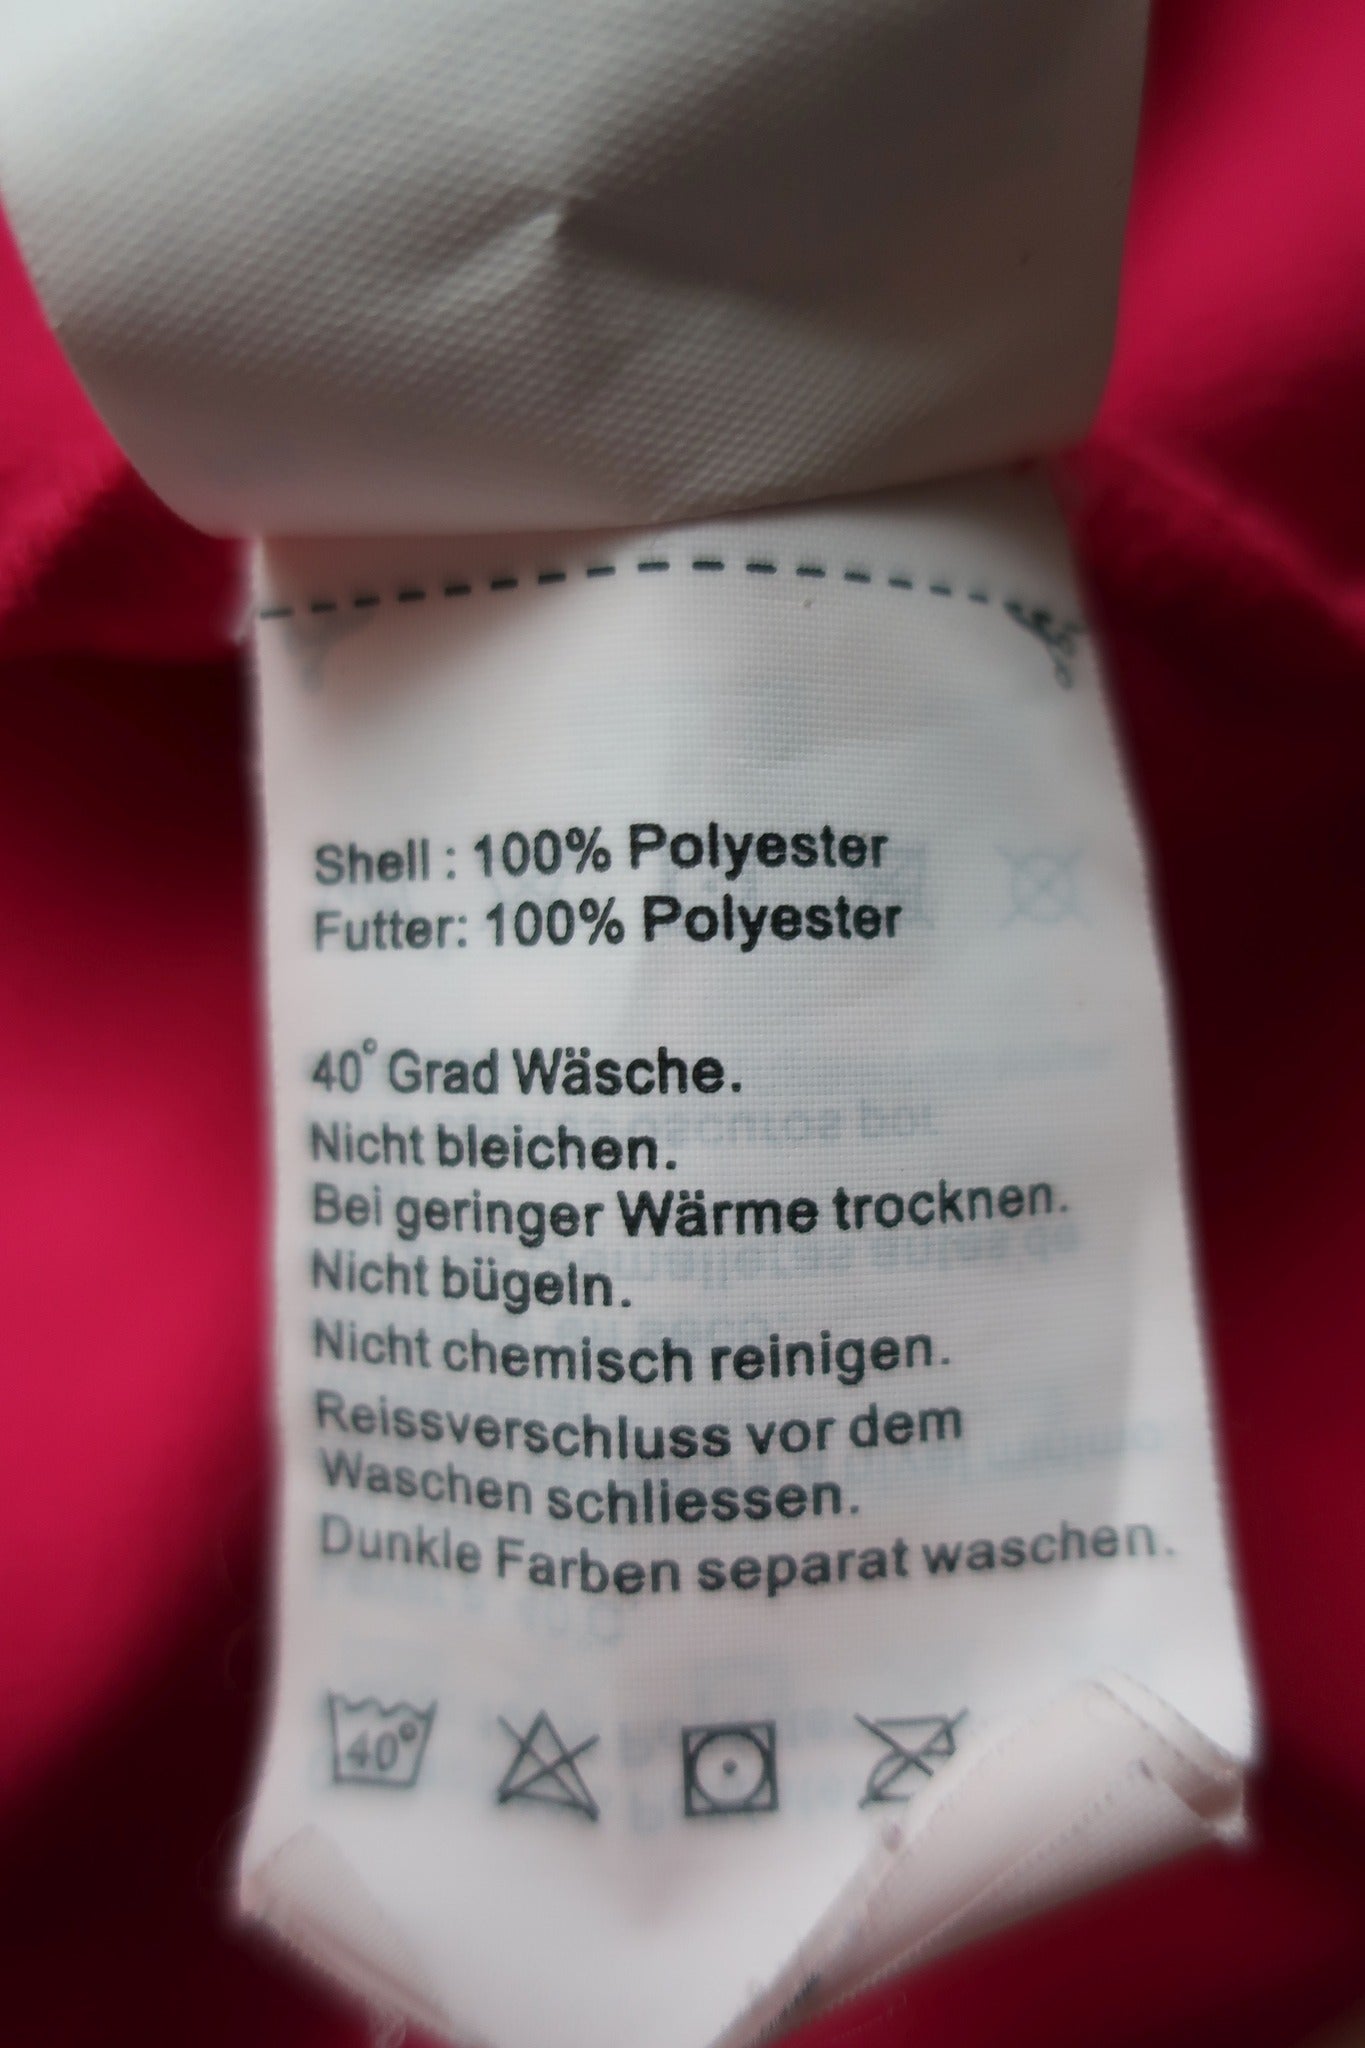 Shell : 100% Polyester
Futter: 100% Polyester
40° Grad Wäsche.
Nicht bleichen.
Bei geringer Wärme trocknen.
Nicht bügeln.
Nicht chemisch reinigen.
Reissverschluss vor dem
Waschen schliessen.
Dunkle Farben separat waschen.
40°